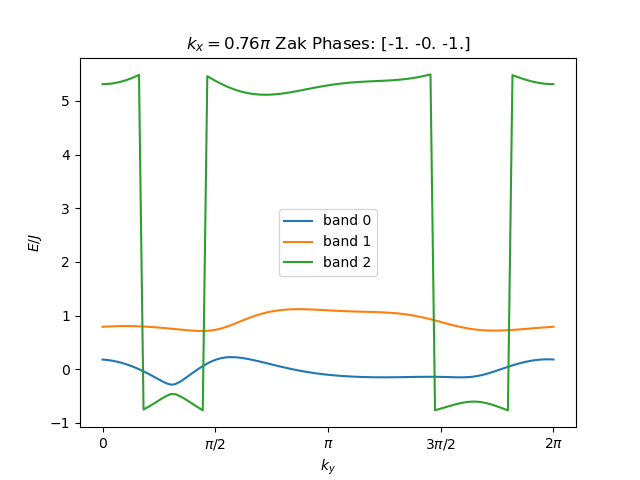 $k_x = 0.76\pi$ Zak Phases: [-1. -0. -1.]
5
4
3
2
1
0
−1
E/J
band 0
band 1
band 2
0
π/2
π
3π/2
2π
$k_y$